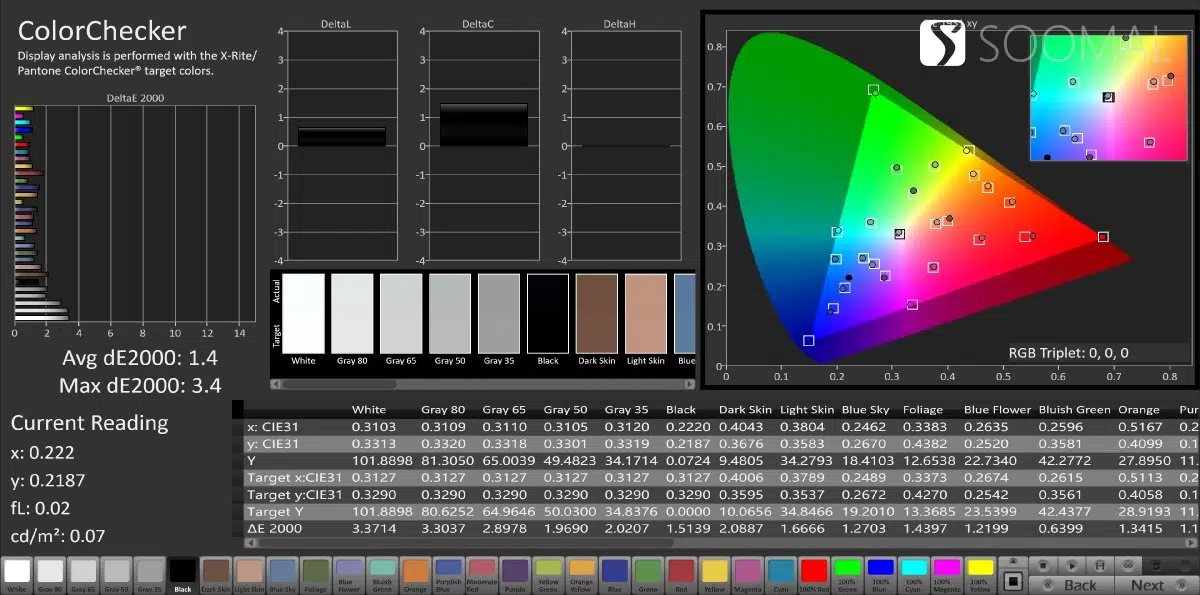 ColorChecker
Display analysis is performed with the X-Rite/
Pantone ColorChecker® target colors.
DeltaE 2000
0 2 4 6 8 10 12 14
Avg dE2000: 1.4
Max dE2000: 3.4
Current Reading
x: 0.222
y: 0.2187
fL: 0.02
cd/m²: 0.07
DeltaL
4
3
2
1
0
-1
-2
-3
-4
DeltaC
4
3
2
1
0
-1
-2
-3
-4
DeltaH
4
3
2
1
0
-1
-2
-3
-4
Actual
Target
White Gray 80 Gray 65 Gray 50 Gray 35 Black Dark Skin Light Skin Blue
xy
SOOMAL
0.8
0.7
0.6
0.5
0.4
0.3
0.2
0.1
0
0 0.1 0.2 0.3 0.4 0.5 0.6 0.7 0.8
RGB Triplet: 0, 0, 0
White Gray 80 Gray 65 Gray 50 Gray 35 Black Dark Skin Light Skin Blue Sky Foliage Blue Flower Bluish Green Orange Pur
x: CIE31 0.3103 0.3109 0.3110 0.3105 0.3120 0.2220 0.4043 0.3804 0.2462 0.3383 0.2635 0.2596 0.5167 0.2
y: CIE31 0.3313 0.3320 0.3318 0.3301 0.3319 0.2187 0.3676 0.3583 0.2670 0.4382 0.2520 0.3581 0.4099 0.1
Y 101.8898 81.3050 65.0039 49.4823 34.1714 0.0724 9.4805 34.2793 18.4103 12.6538 22.7340 42.2772 27.8950 11.
Target x:CIE31 0.3127 0.3127 0.3127 0.3127 0.3127 0.3127 0.4006 0.3789 0.2489 0.3373 0.2674 0.2615 0.5113 0.2
Target y:CIE31 0.3290 0.3290 0.3290 0.3290 0.3290 0.3290 0.3595 0.3537 0.2672 0.4270 0.2542 0.3561 0.4058 0.1
Target Y 101.8898 80.6252 64.9646 50.0300 34.8376 0.0000 10.0656 34.8466 19.2010 13.3685 23.5399 42.4377 28.9193 11.
ΔE 2000 3.3714 3.3037 2.8978 1.9690 2.0207 1.5139 2.0887 1.6666 1.2703 1.4397 1.2199 0.6399 1.3415 1.1
White Gray 80 Gray 65 Gray 50 Gray 35 Black Dark Skin Light Skin Blue Sky Foliage Blue Flower Bluish Green Orange Purplish Blue Moderate Red Purple Yellow Green Orange Yellow Blue Green Red Yellow Magenta Cyan 100% Red 100% Green 100% Blue 100% Cyan 100% Magenta 100% Yellow
Back Next